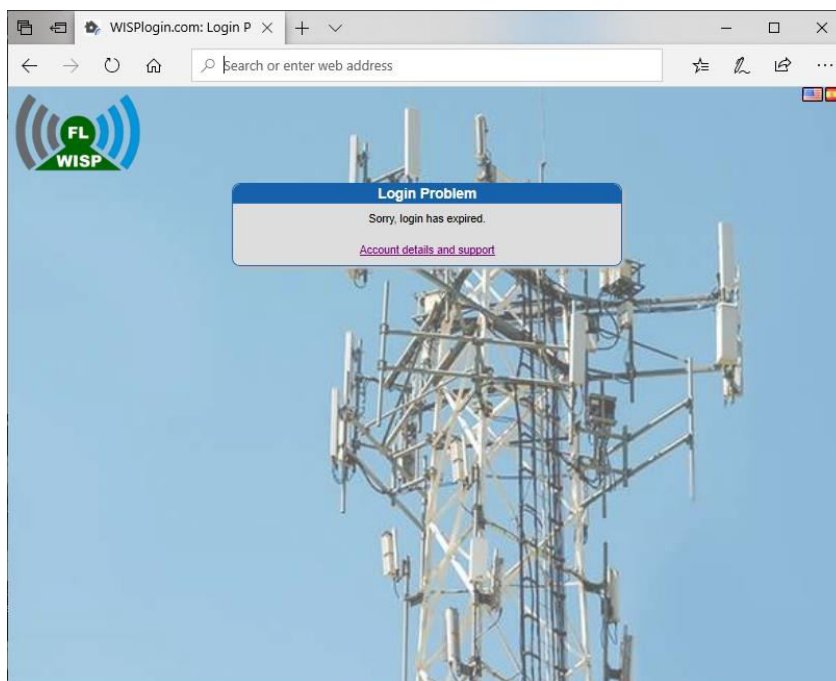 WISPlogin.com: Login P
Search or enter web address
FL
WISP
Login Problem
Sorry, login has expired.
Account details and support